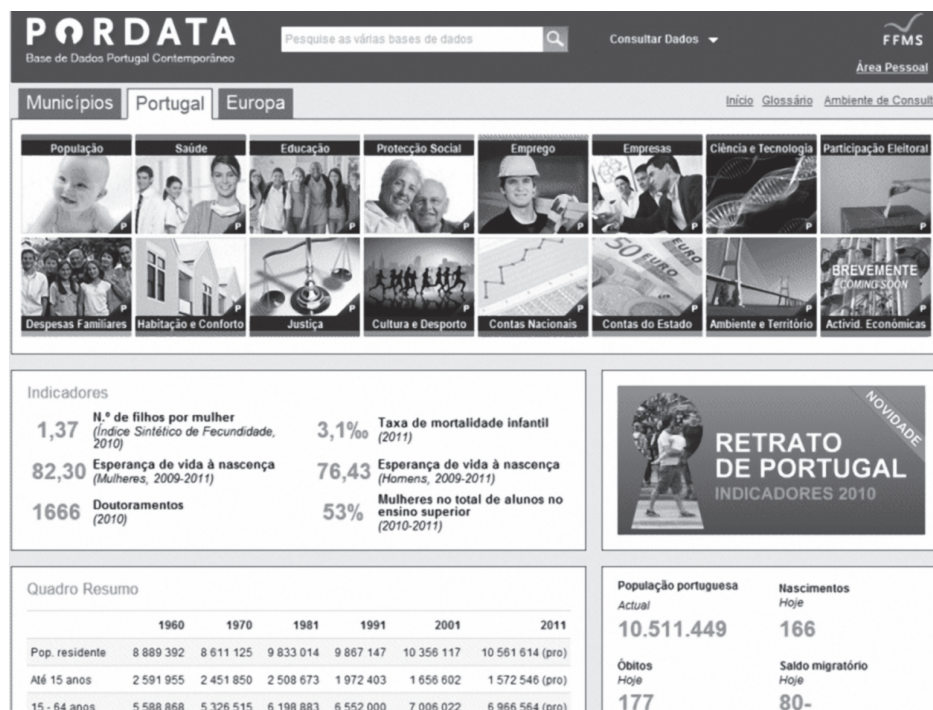 PORDATA
Base de Dados Portugal Contemporâneo
Pesquise as várias bases de dados
Consultar Dados
FFMS
Área Pessoal
Municípios Portugal Europa
Início Glossário Ambiente de Consult
População Saúde Educação Protecção Social Emprego Empresas Ciência e Tecnologia Participação Eleitoral
50 EURO EURO
BREVEMENTE
COMING SOON
Despesas Familiares Habitação e Conforto Justiça Cultura e Desporto Contas Nacionais Contas do Estado Ambiente e Território Activid. Económicas
Indicadores
1,37 N.º de filhos por mulher
(Índice Sintético de Fecundidade,
2010)
3,1‰ Taxa de mortalidade infantil
(2011)
82,30 Esperança de vida à nascença
(Mulheres, 2009-2011)
76,43 Esperança de vida à nascença
(Homens, 2009-2011)
1666 Doutoramentos
(2010)
53% Mulheres no total de alunos no
ensino superior
(2010-2011)
NOVIDADE
RETRATO
DE PORTUGAL
INDICADORES 2010
Quadro Resumo
1960 1970 1981 1991 2001 2011
Pop. residente 8 889 392 8 611 125 9 833 014 9 867 147 10 356 117 10 561 614 (pro)
Até 15 anos 2 591 955 2 451 850 2 508 673 1 972 403 1 656 602 1 572 546 (pro)
15 - 64 anos 5 588 868 5 326 515 6 198 883 6 552 000 7 006 022 6 966 564 (pro)
População portuguesa
Actual
10.511.449
Nascimentos
Hoje
166
Óbitos
Hoje
177
Saldo migratório
Hoje
80-